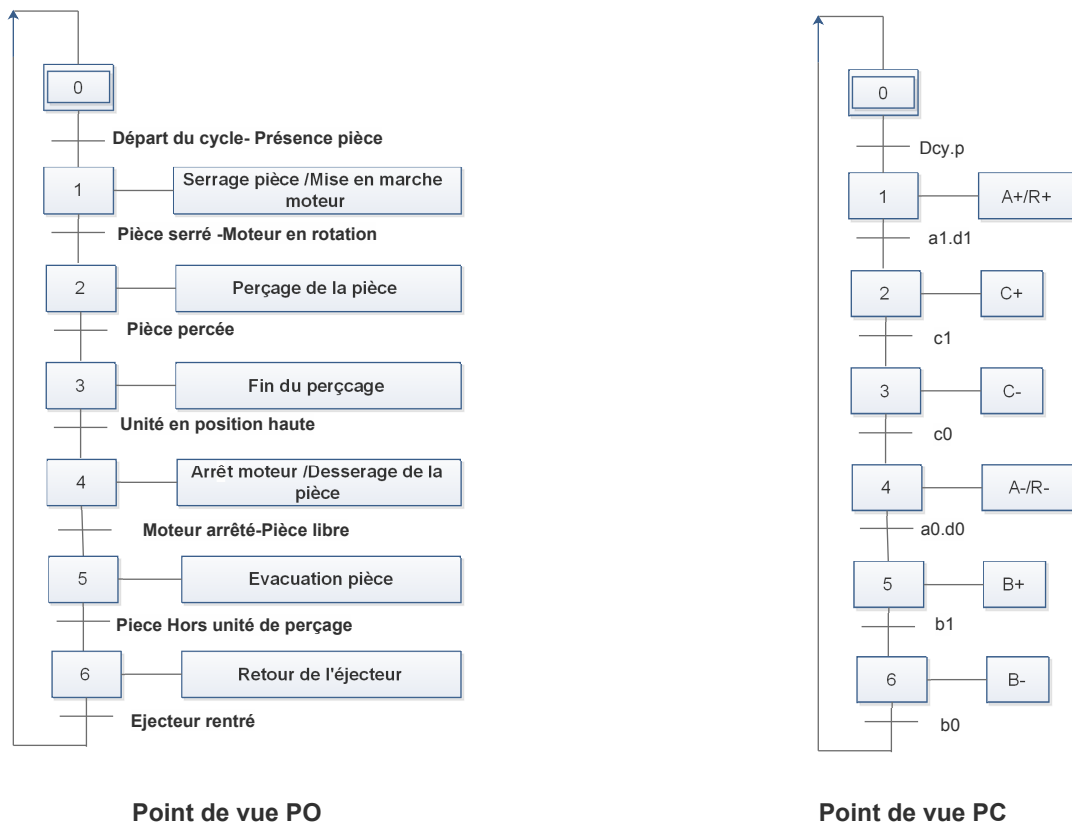 0
Départ du cycle- Présence pièce
1
Serrage pièce /Mise en marche
moteur
Pièce serré -Moteur en rotation
2
Perçage de la pièce
Pièce percée
3
Fin du perçcage
Unité en position haute
4
Arrêt moteur /Desserage de la
pièce
Moteur arrêté-Pièce libre
5
Evacuation pièce
Piece Hors unité de perçage
6
Retour de l'éjecteur
Ejecteur rentré
Point de vue PO
0
Dcy.p
1
A+/R+
a1.d1
2
C+
c1
3
C-
c0
4
A-/R-
a0.d0
5
B+
b1
6
B-
b0
Point de vue PC